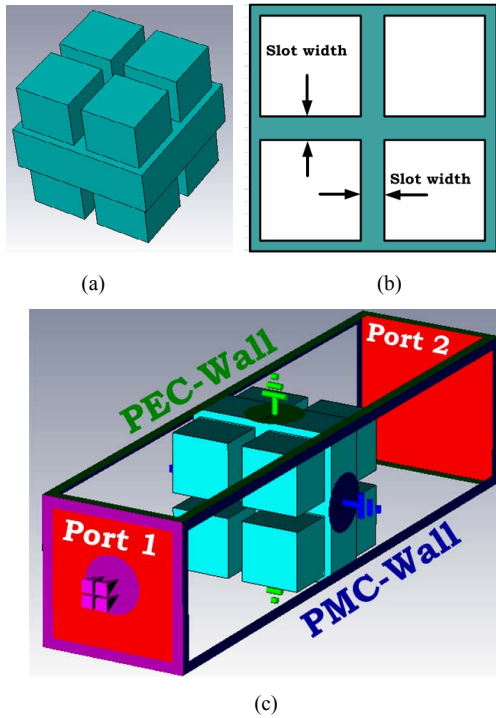 Slot width
Slot width
(a)
(b)
PEC-Wall
Port 2
Port 1
PMC-Wall
(c)